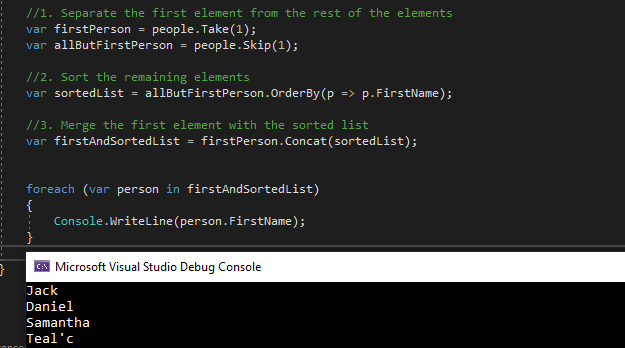 //1. Separate the first element from the rest of the elements
var firstPerson = people.Take(1);
var allButFirstPerson = people.Skip(1);
//2. Sort the remaining elements
var sortedList = allButFirstPerson.OrderBy(p => p.FirstName);
//3. Merge the first element with the sorted list
var firstAndSortedList = firstPerson.Concat(sortedList);
foreach (var person in firstAndSortedList)
{
Console.WriteLine(person.FirstName);
}
}
C:\ Microsoft Visual Studio Debug Console
Jack
Daniel
Samantha
Teal'c